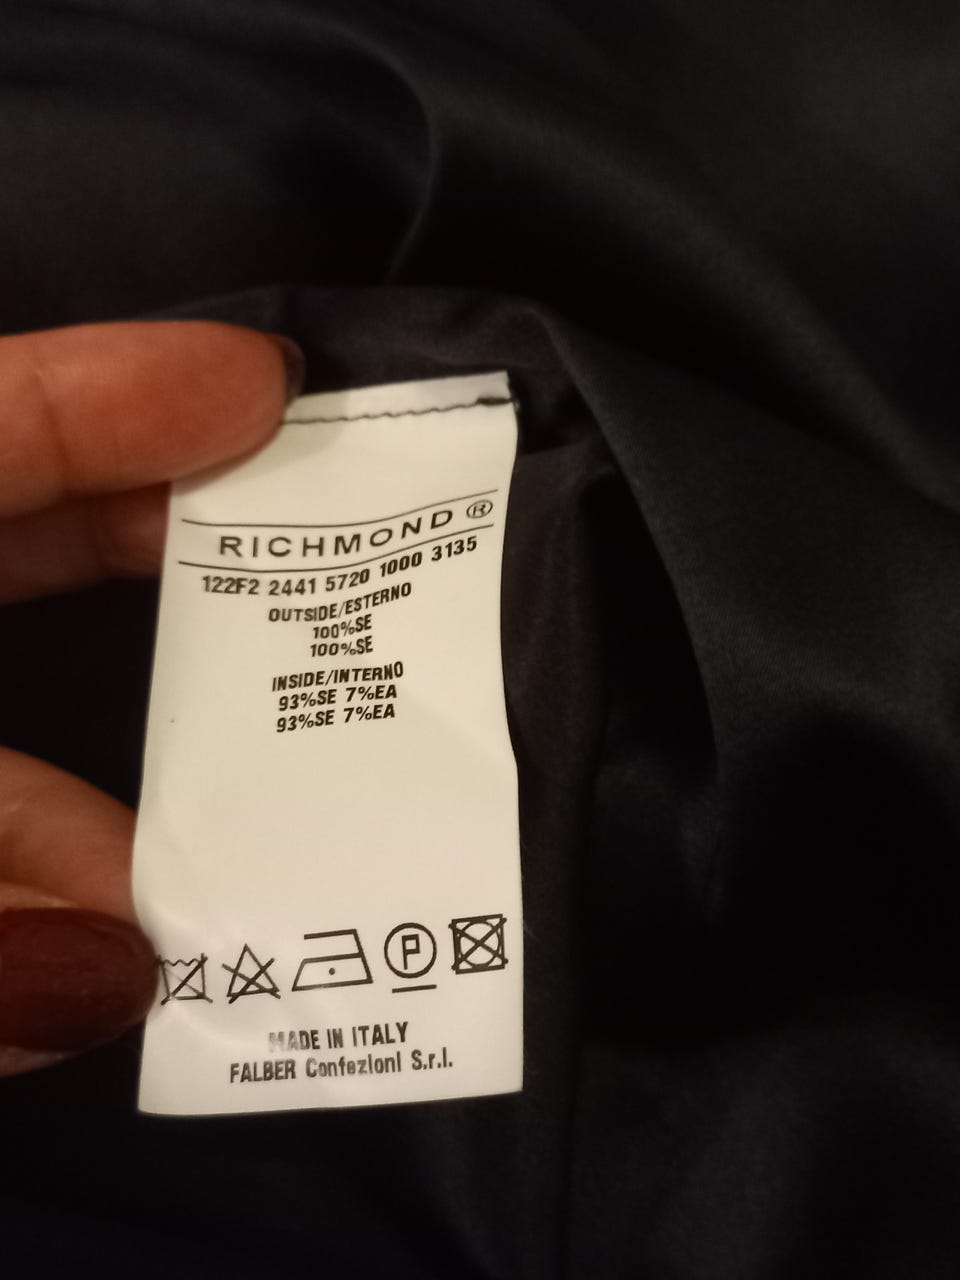 RICHMOND ®
122F2 2441 5720 1000 3135
OUTSIDE/ESTERNO
100%SE
100%SE
INSIDE/INTERNO
93%SE 7%EA
93%SE 7%EA
P
MADE IN ITALY
FALBER Confezioni S.r.l.